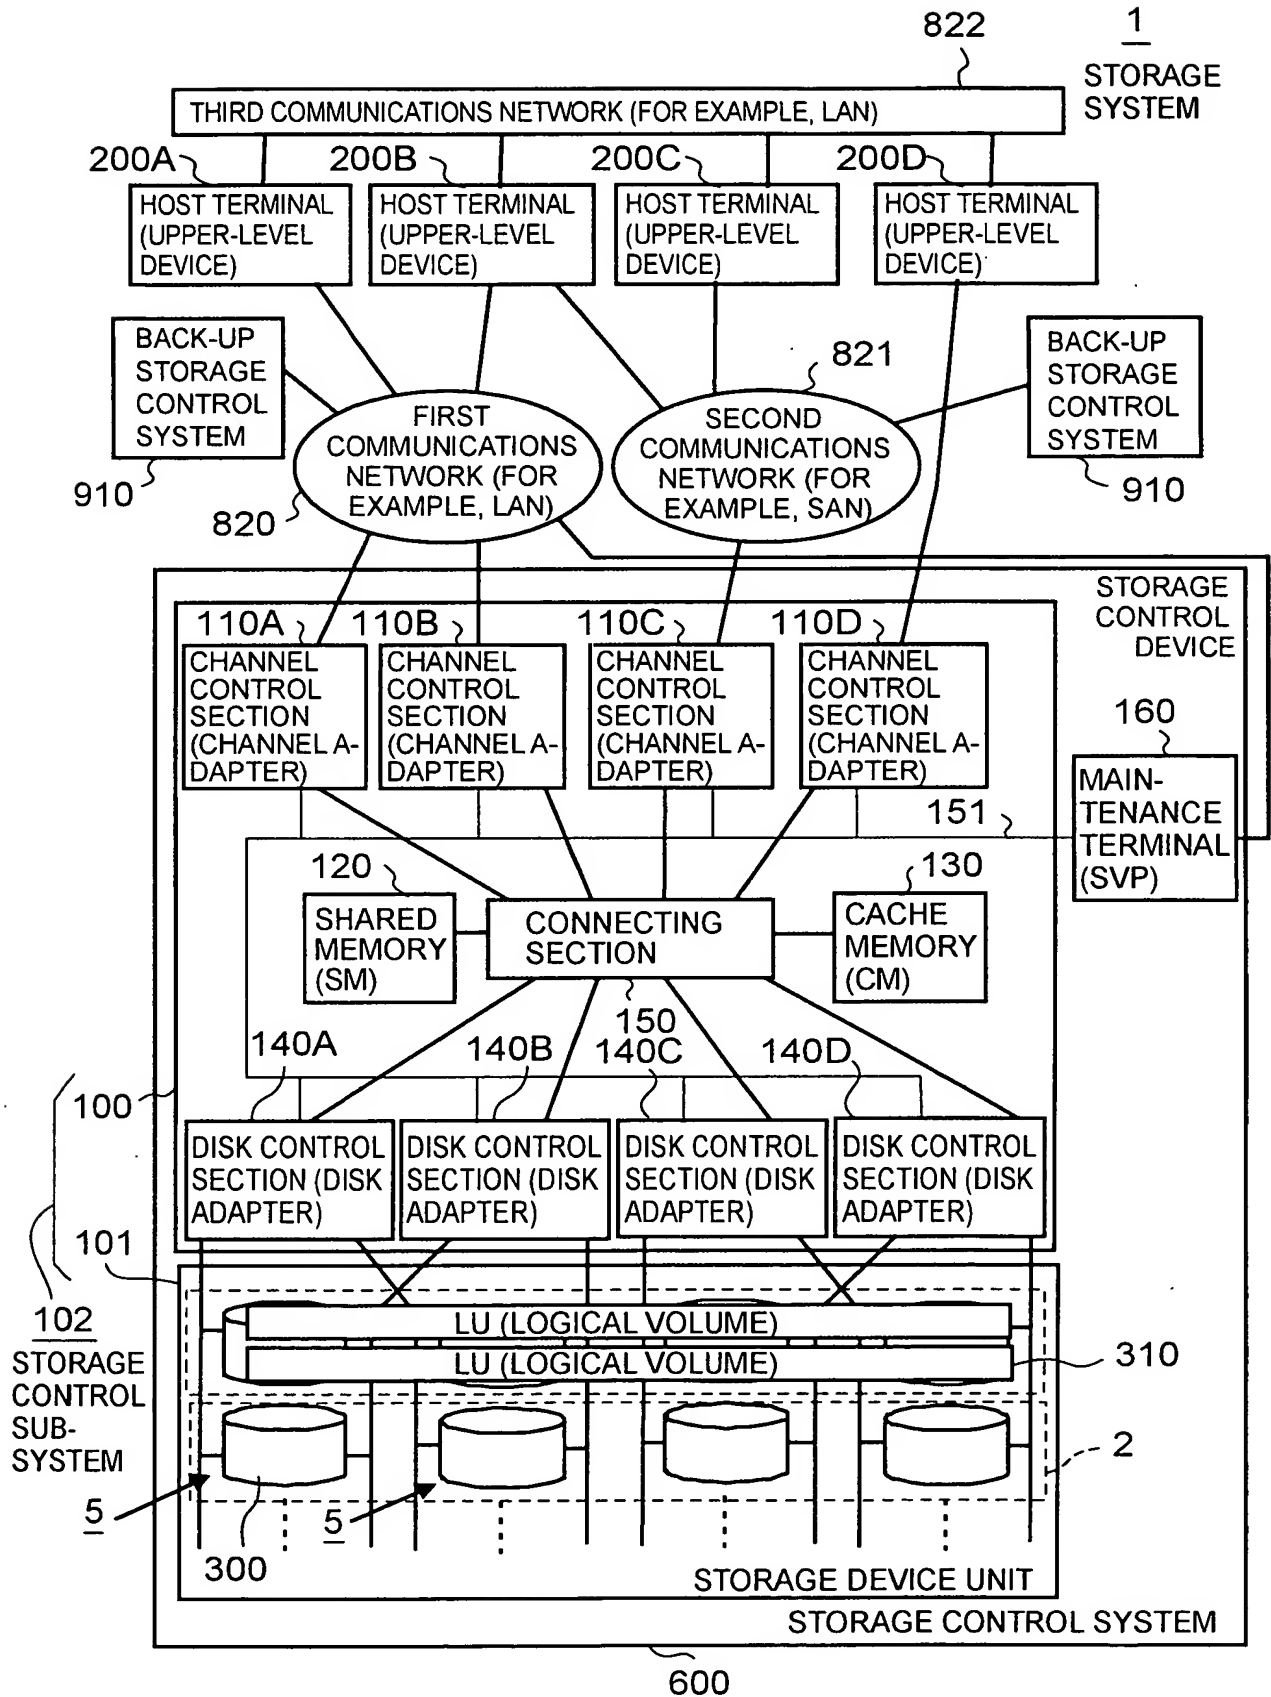 822
1
STORAGE
SYSTEM
THIRD COMMUNICATIONS NETWORK (FOR EXAMPLE, LAN)
200A
200B
200C
200D
HOST TERMINAL
(UPPER-LEVEL
DEVICE)
HOST TERMINAL
(UPPER-LEVEL
DEVICE)
HOST TERMINAL
(UPPER-LEVEL
DEVICE)
HOST TERMINAL
(UPPER-LEVEL
DEVICE)
BACK-UP
STORAGE
CONTROL
SYSTEM
910
820
FIRST
COMMUNICATIONS
NETWORK (FOR
EXAMPLE, LAN)
821
SECOND
COMMUNICATIONS
NETWORK (FOR
EXAMPLE, SAN)
BACK-UP
STORAGE
CONTROL
SYSTEM
910
STORAGE
CONTROL
DEVICE
110A
110B
110C
110D
CHANNEL
CONTROL
SECTION
(CHANNEL A-
DAPTER)
CHANNEL
CONTROL
SECTION
(CHANNEL A-
DAPTER)
CHANNEL
CONTROL
SECTION
(CHANNEL A-
DAPTER)
CHANNEL
CONTROL
SECTION
(CHANNEL A-
DAPTER)
160
MAIN-
TENANCE
TERMINAL
(SVP)
151
120
SHARED
MEMORY
(SM)
CONNECTING
SECTION
150
130
CACHE
MEMORY
(CM)
140A
140B
140C
140D
100
DISK CONTROL
SECTION (DISK
ADAPTER)
DISK CONTROL
SECTION (DISK
ADAPTER)
DISK CONTROL
SECTION (DISK
ADAPTER)
DISK CONTROL
SECTION (DISK
ADAPTER)
101
102
STORAGE
CONTROL
SUB-
SYSTEM
LU (LOGICAL VOLUME)
LU (LOGICAL VOLUME)
310
2
5
5
300
STORAGE DEVICE UNIT
STORAGE CONTROL SYSTEM
600